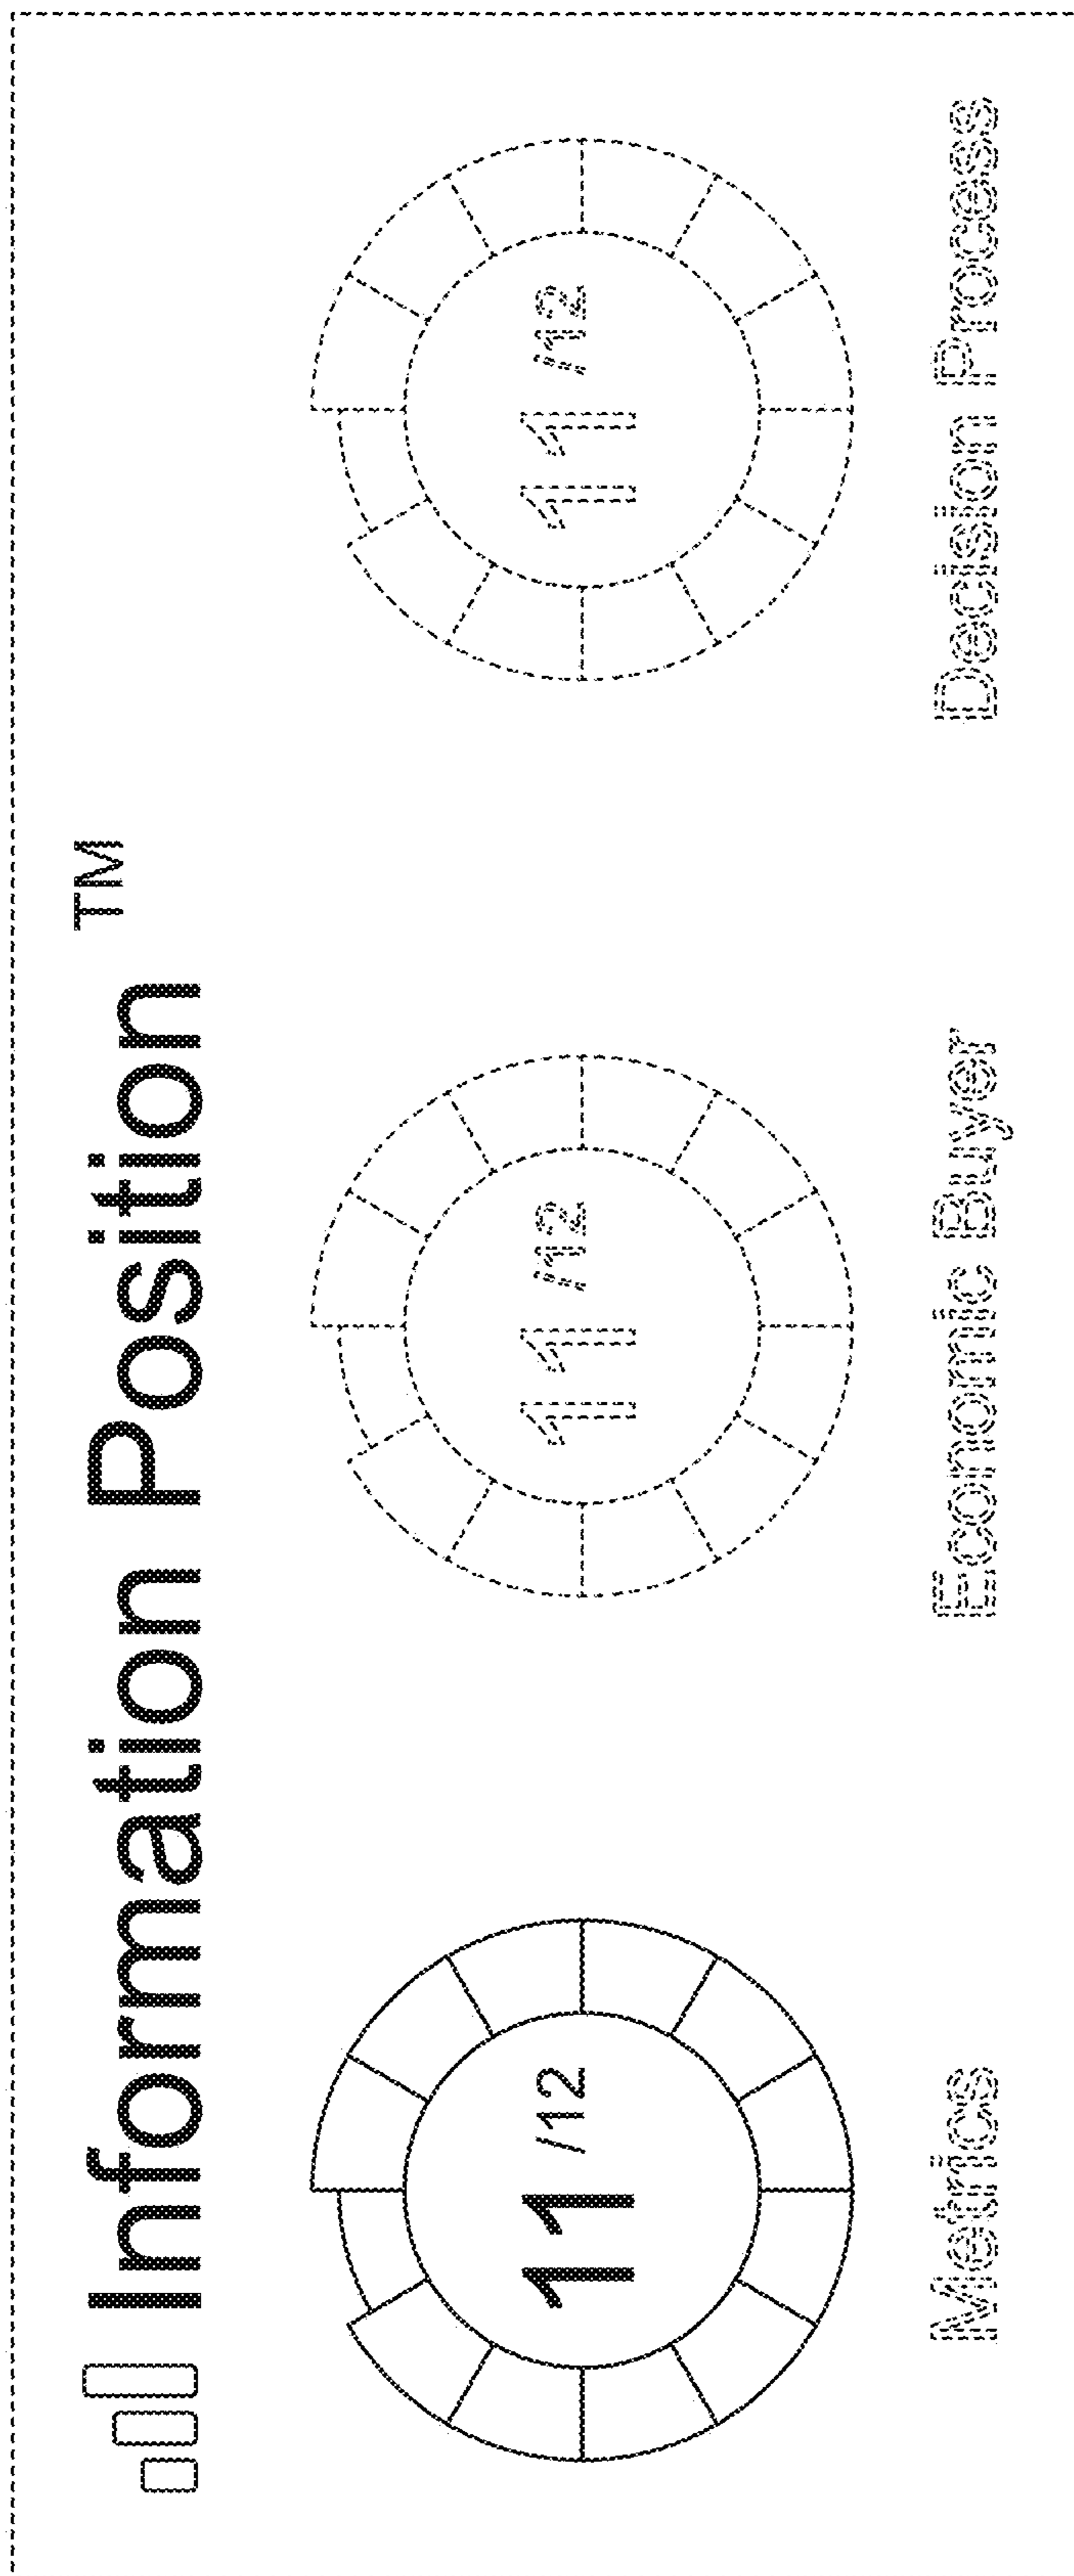 Information Position ™
11 /12 11 /12 11 /12
Metrics Economic Buyer Decision Process